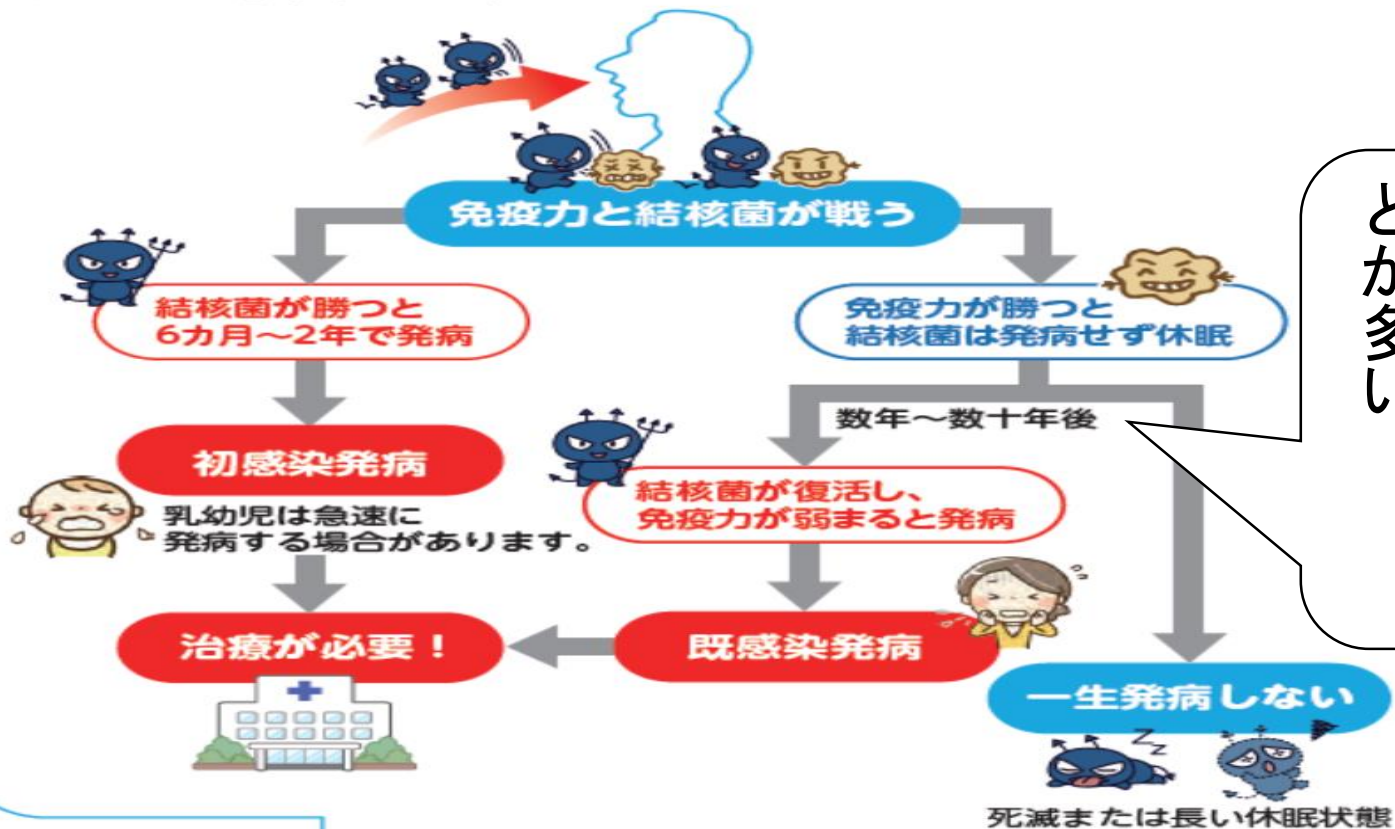 免疫力と結核菌が戦う
結核菌が勝つと
6カ月〜2年で発病
免疫力が勝つと
結核菌は発病せず休眠
数年〜数十年後
初感染発病
乳幼児は急速に
発病する場合があります。
結核菌が復活し、
免疫力が弱まると発病
治療が必要！
既感染発病
一生発病しない
死滅または長い休眠状態
と
が多い